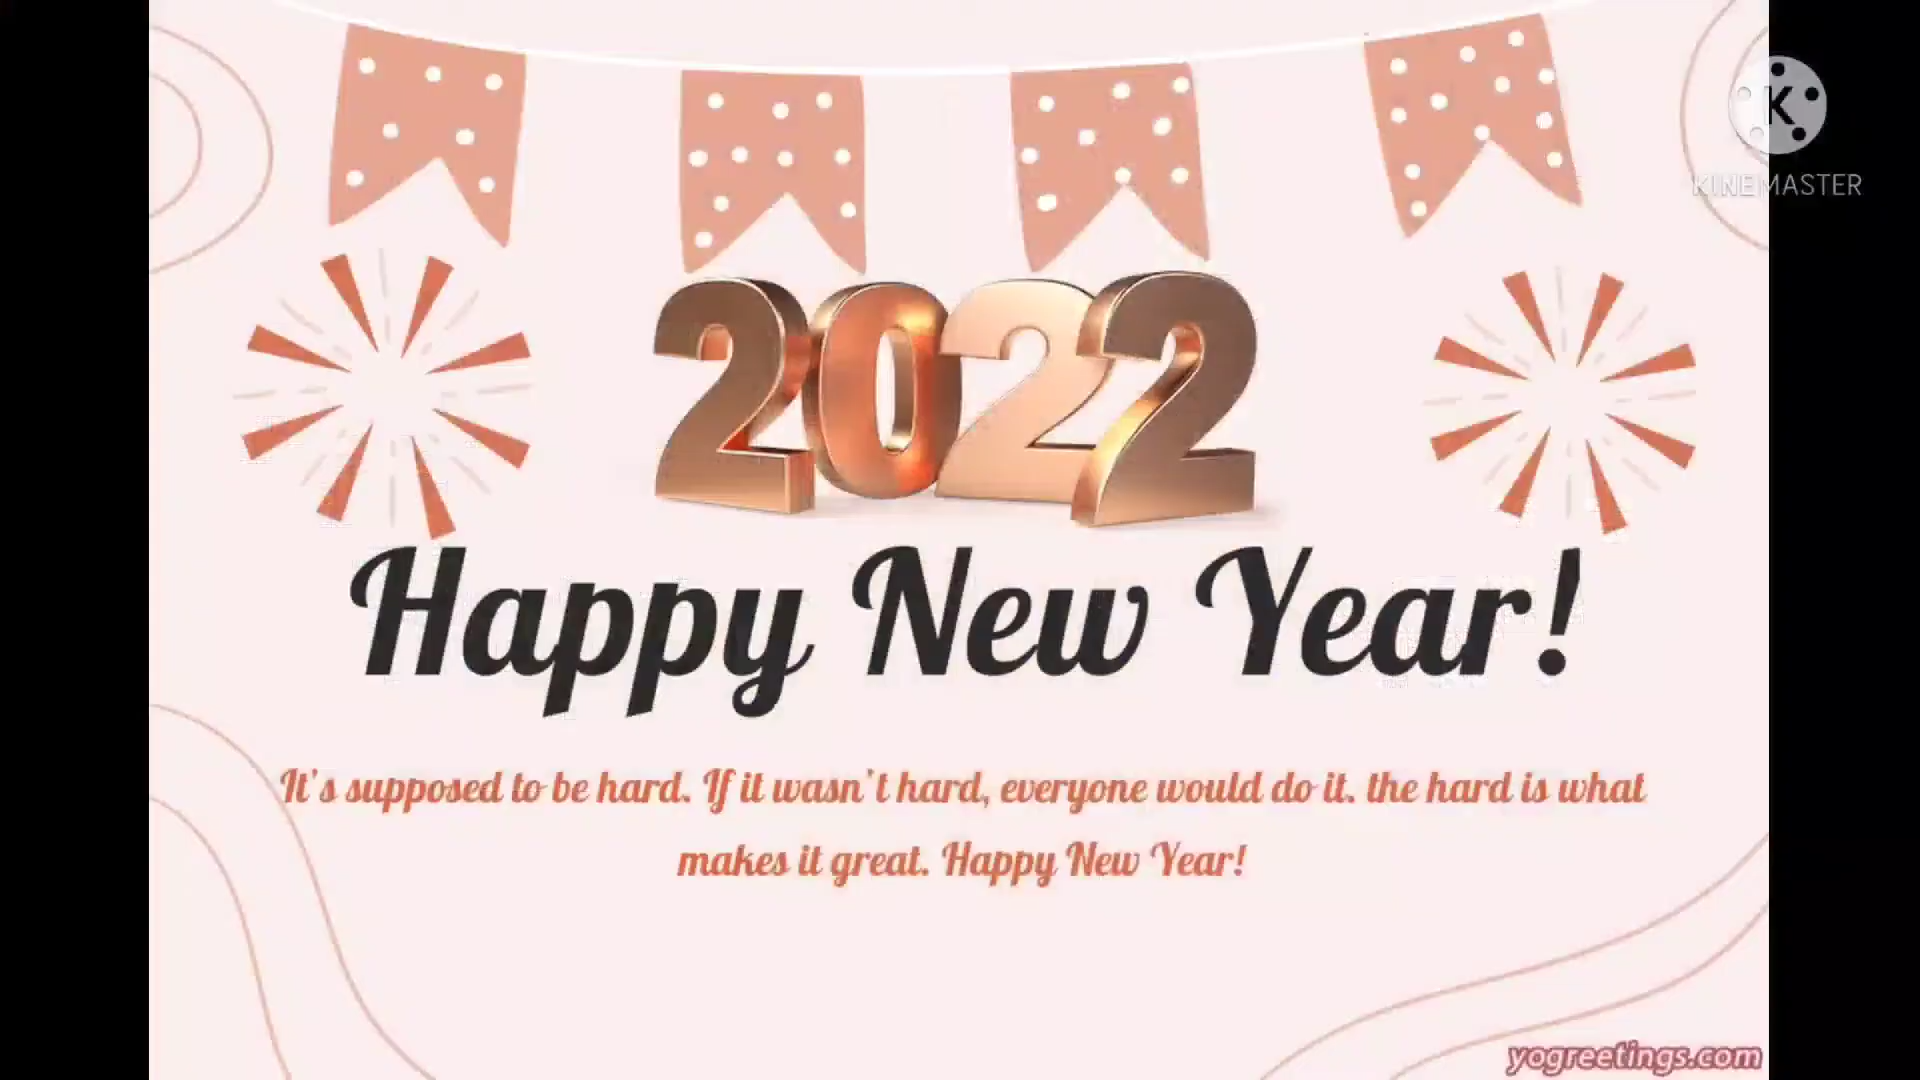 K
KINEMASTER
2022
Happy New Year!
It's supposed to be hard. If it wasn't hard, everyone would do it. the hard is what
makes it great. Happy New Year!
yogreetings.com